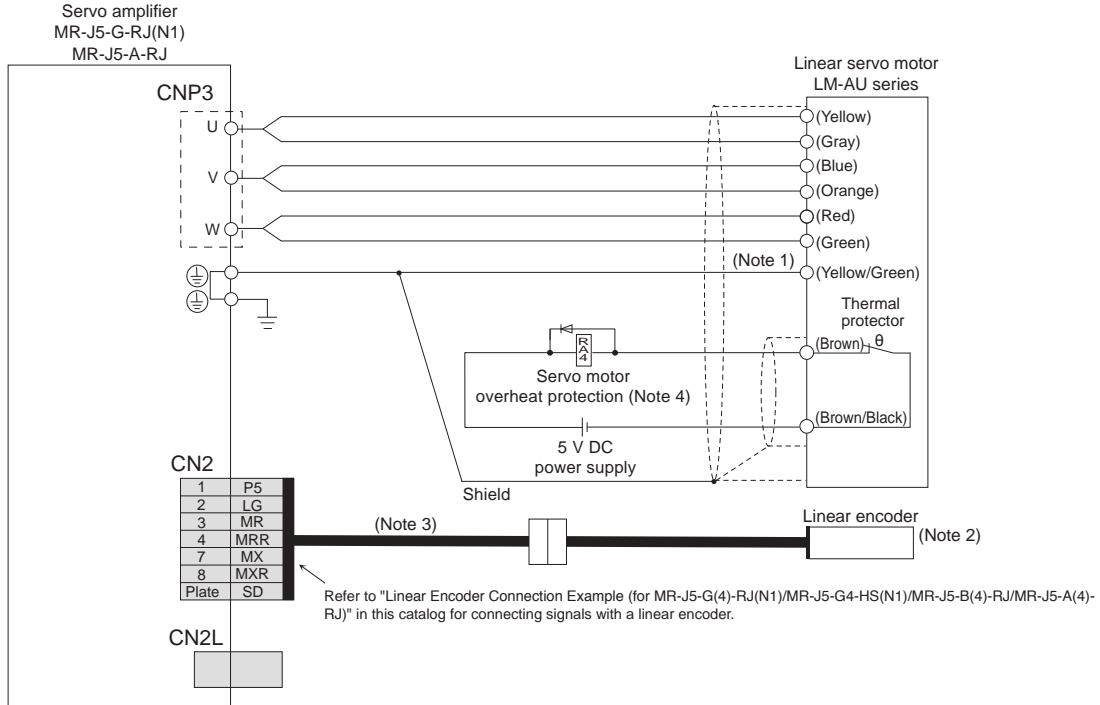 Servo amplifier
MR-J5-G-RJ(N1)
MR-J5-A-RJ
Linear servo motor
LM-AU series
CNP3
U
V
W
(Yellow)
(Gray)
(Blue)
(Orange)
(Red)
(Green)
(Note 1)
(Yellow/Green)
Thermal
protector
(Brown)
θ
RA4
Servo motor
overheat protection (Note 4)
(Brown/Black)
5 V DC
power supply
Shield
CN2
1 P5
2 LG
3 MR
4 MRR
7 MX
8 MXR
Plate SD
(Note 3)
Linear encoder
(Note 2)
Refer to "Linear Encoder Connection Example (for MR-J5-G(4)-RJ(N1)/MR-J5-G4-HS(N1)/MR-J5-B(4)-RJ/MR-J5-A(4)-
RJ)" in this catalog for connecting signals with a linear encoder.
CN2L